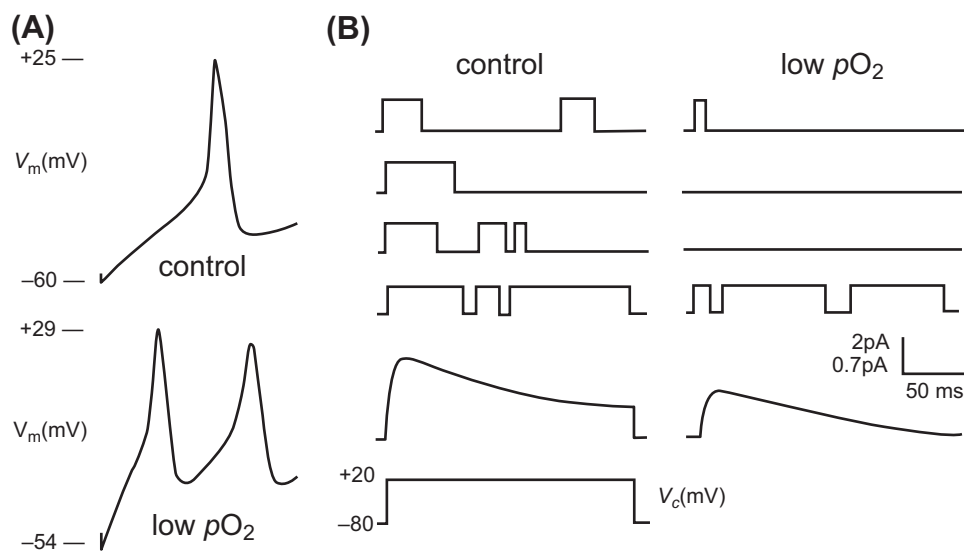 (A)
+25
Vm(mV)
control
–60
+29
Vm(mV)
low pO2
–54
(B)
control
low pO2
2pA
0.7pA
50 ms
+20
Vc(mV)
–80